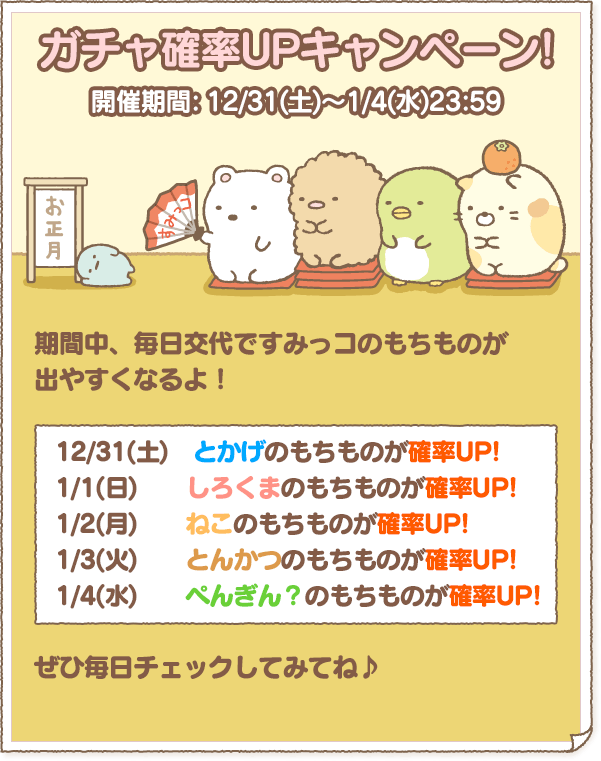 ガチャ確率UPキャンペーン!
開催期間: 12/31(土)～1/4(水)23:59
お正月
すみっコ
期間中、毎日交代ですみっコのもちものが
出やすくなるよ！
12/31(土) とかげのもちものが確率UP!
1/1(日) しろくまのもちものが確率UP!
1/2(月) ねこのもちものが確率UP!
1/3(火) とんかつのもちものが確率UP!
1/4(水) ぺんぎん？のもちものが確率UP!
ぜひ毎日チェックしてみてね♪